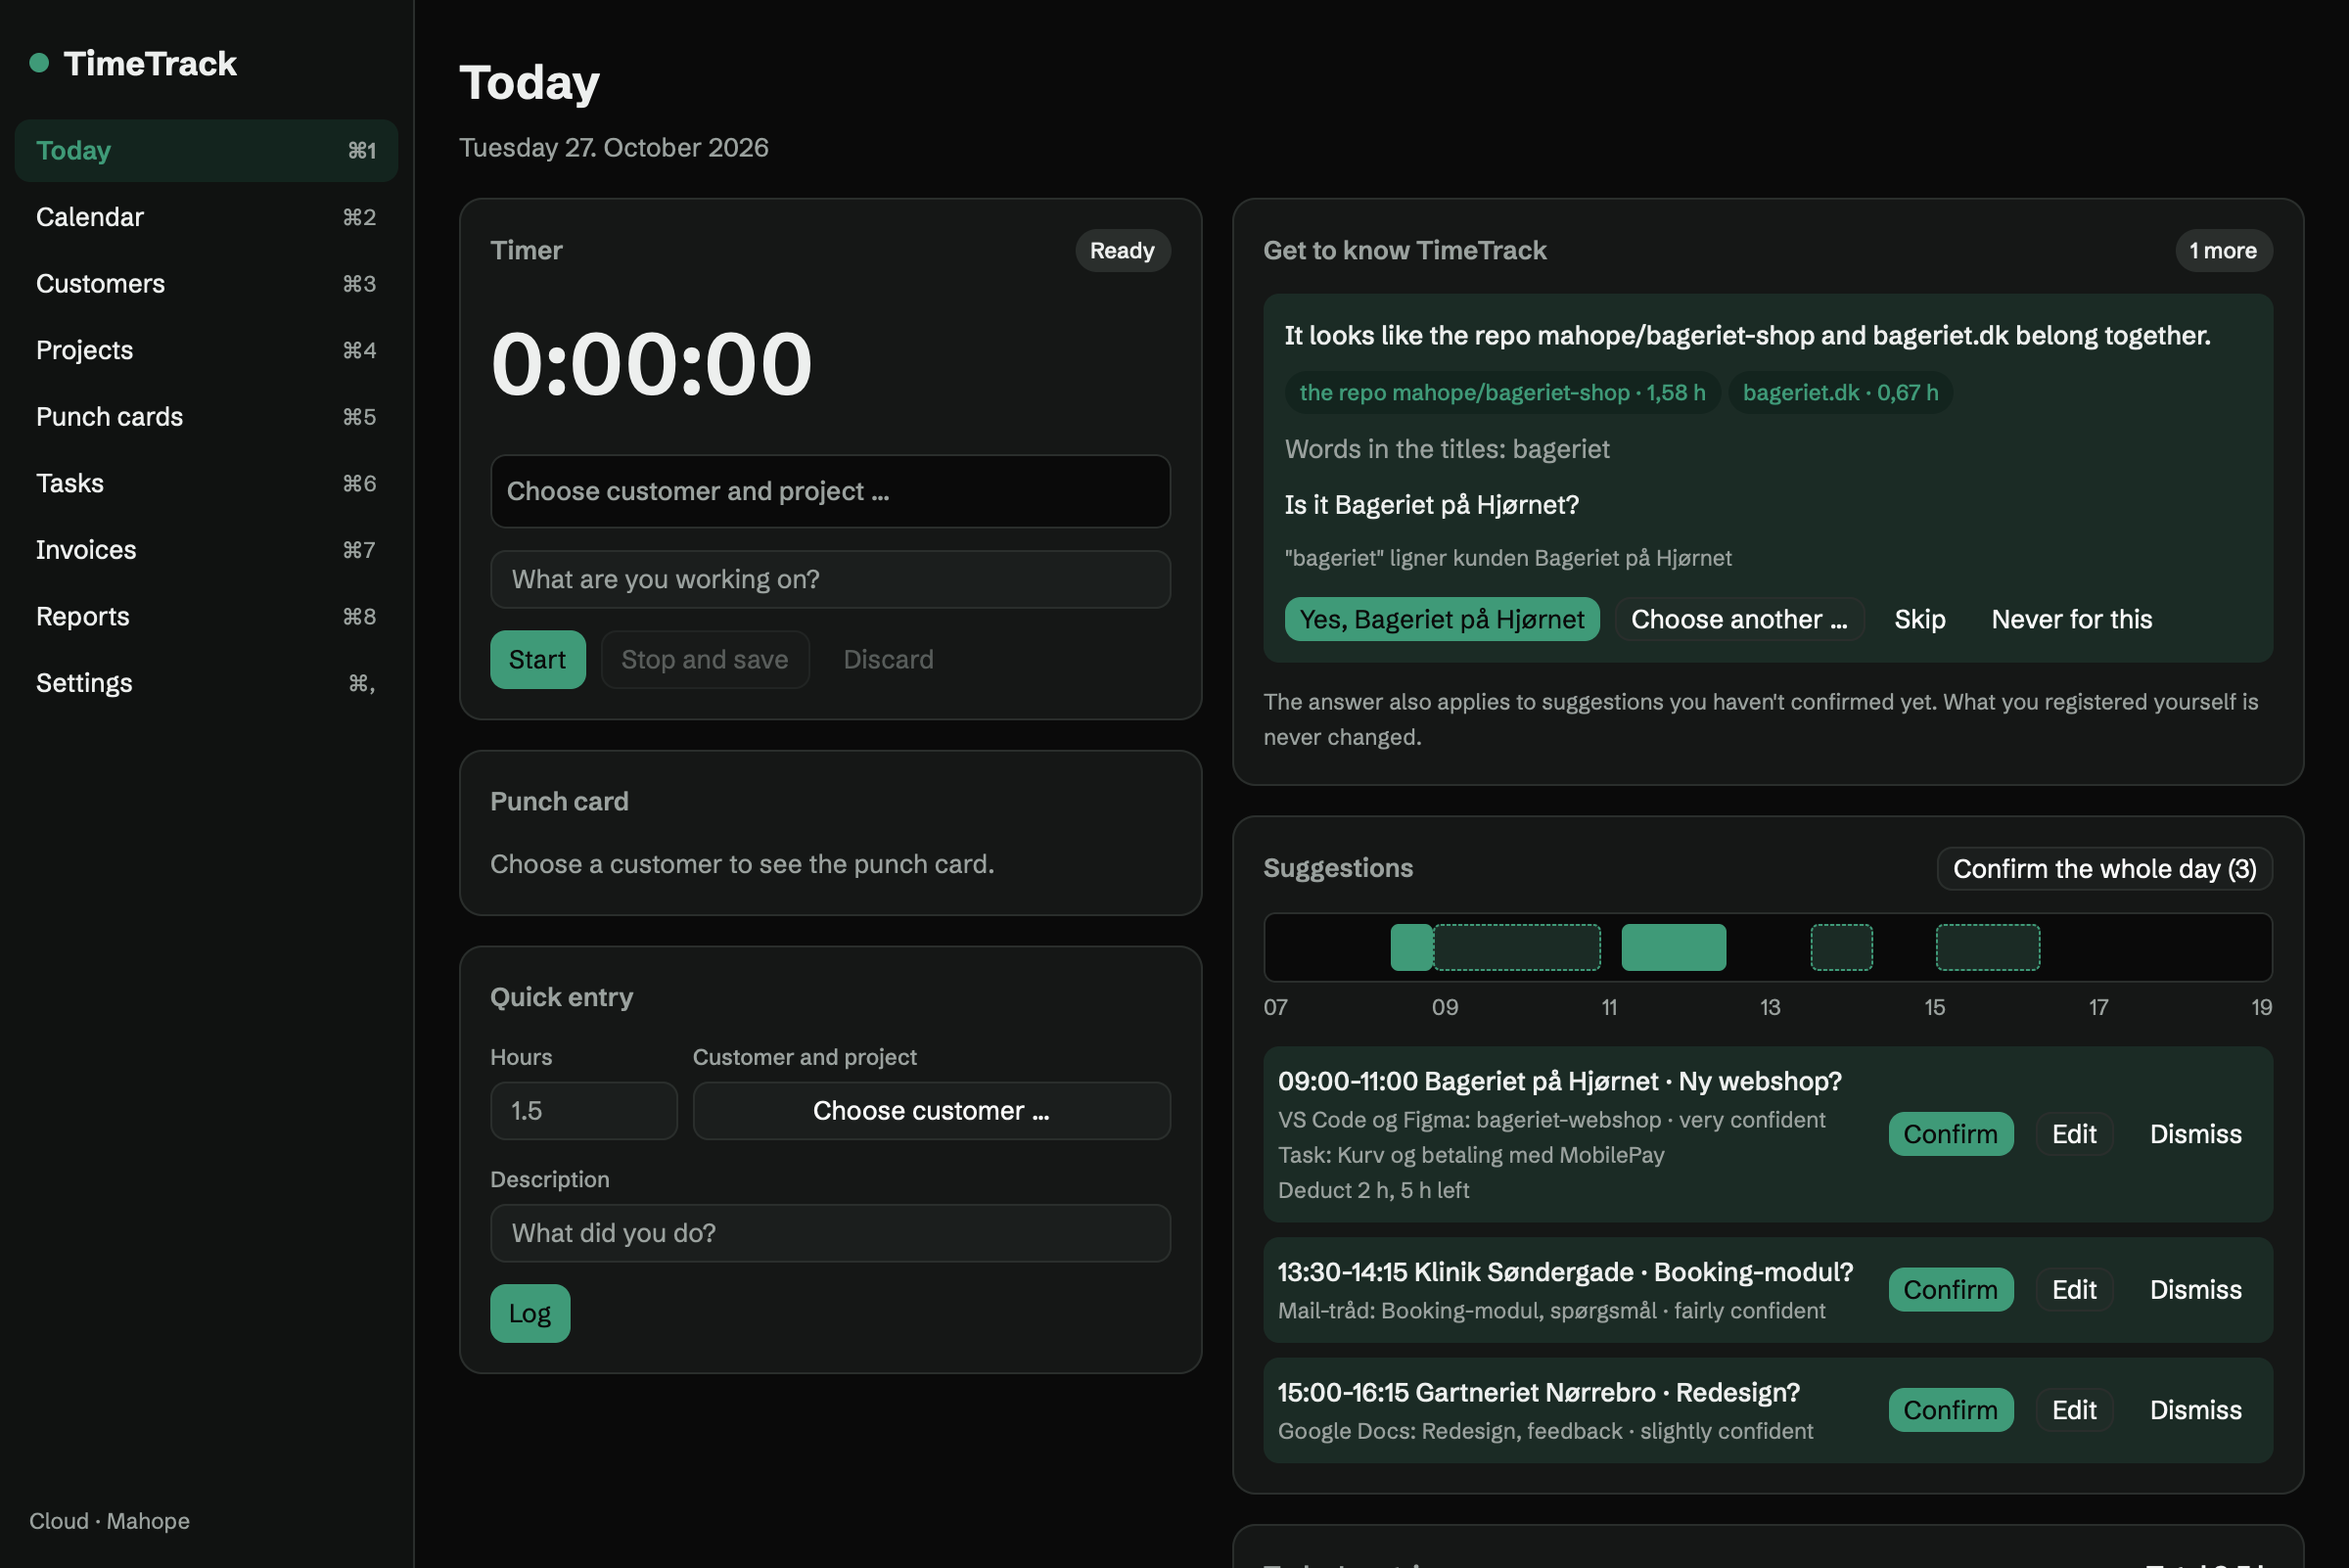 TimeTrack
Today ⌘1
Calendar ⌘2
Customers ⌘3
Projects ⌘4
Punch cards ⌘5
Tasks ⌘6
Invoices ⌘7
Reports ⌘8
Settings ⌘,
Cloud · Mahope
Today
Tuesday 27. October 2026
Timer
Ready
0:00:00
Choose customer and project ...
What are you working on?
Start
Stop and save
Discard
Punch card
Choose a customer to see the punch card.
Quick entry
Hours
Customer and project
1.5
Choose customer ...
Description
What did you do?
Log
Get to know TimeTrack
1 more
It looks like the repo mahope/bageriet-shop and bageriet.dk belong together.
the repo mahope/bageriet-shop · 1,58 h
bageriet.dk · 0,67 h
Words in the titles: bageriet
Is it Bageriet på Hjørnet?
"bageriet" ligner kunden Bageriet på Hjørnet
Yes, Bageriet på Hjørnet
Choose another ...
Skip
Never for this
The answer also applies to suggestions you haven't confirmed yet. What you registered yourself is
never changed.
Suggestions
Confirm the whole day (3)
07 09 11 13 15 17 19
09:00-11:00 Bageriet på Hjørnet · Ny webshop?
VS Code og Figma: bageriet-webshop · very confident
Task: Kurv og betaling med MobilePay
Deduct 2 h, 5 h left
Confirm
Edit
Dismiss
13:30-14:15 Klinik Søndergade · Booking-modul?
Mail-tråd: Booking-modul, spørgsmål · fairly confident
Confirm
Edit
Dismiss
15:00-16:15 Gartneriet Nørrebro · Redesign?
Google Docs: Redesign, feedback · slightly confident
Confirm
Edit
Dismiss